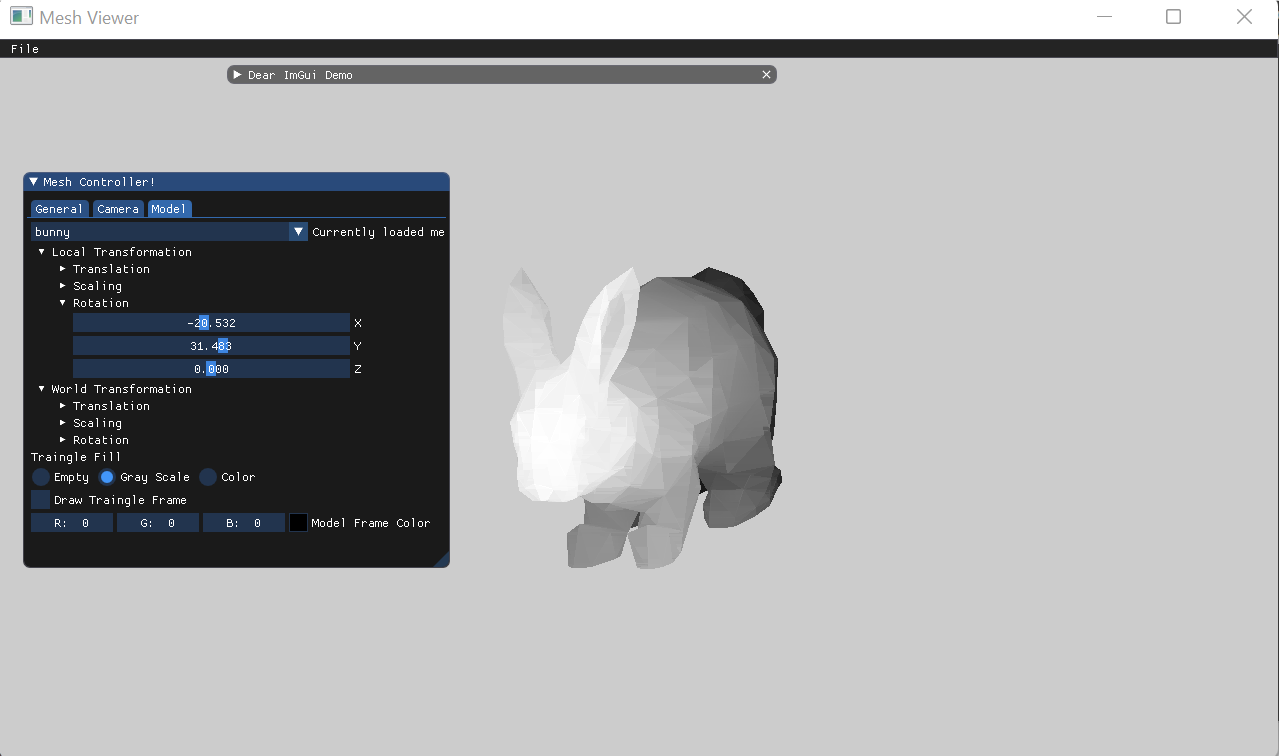 Mesh Viewer
File
Dear ImGui Demo
Mesh Controller!
General Camera Model
bunny Currently loaded me
Local Transformation
Translation
Scaling
Rotation
-20.532 X
31.403 Y
0.000 Z
World Transformation
Translation
Scaling
Rotation
Traingle Fill
Empty Gray Scale Color
Draw Traingle Frame
R: 0 G: 0 B: 0 Model Frame Color